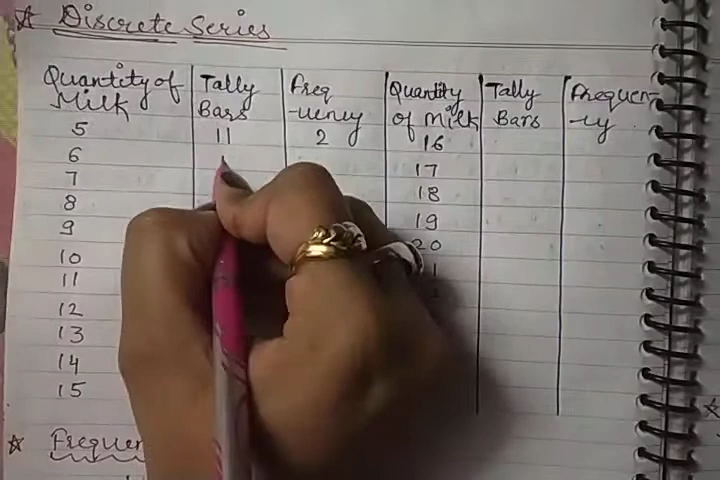 ☆ Discrete Series
Quantity of Milk | Tally Bars | Freq-uency | Quantity of Milk | Tally Bars | Frequen-cy
5 | 11 | 2 | 16
6 | 17
7 | 18
8 | 19
9 | 20
10 | 1
11
12
13
14
15
☆ Frequen